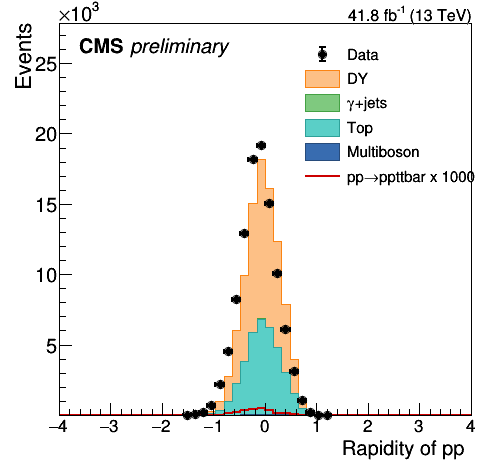 ×10³
41.8 fb⁻¹ (13 TeV)
Events
CMS preliminary
Data
DY
γ+jets
Top
Multiboson
pp→ppttbar x 1000
25
20
15
10
5
−4 −3 −2 −1 0 1 2 3 4
Rapidity of pp